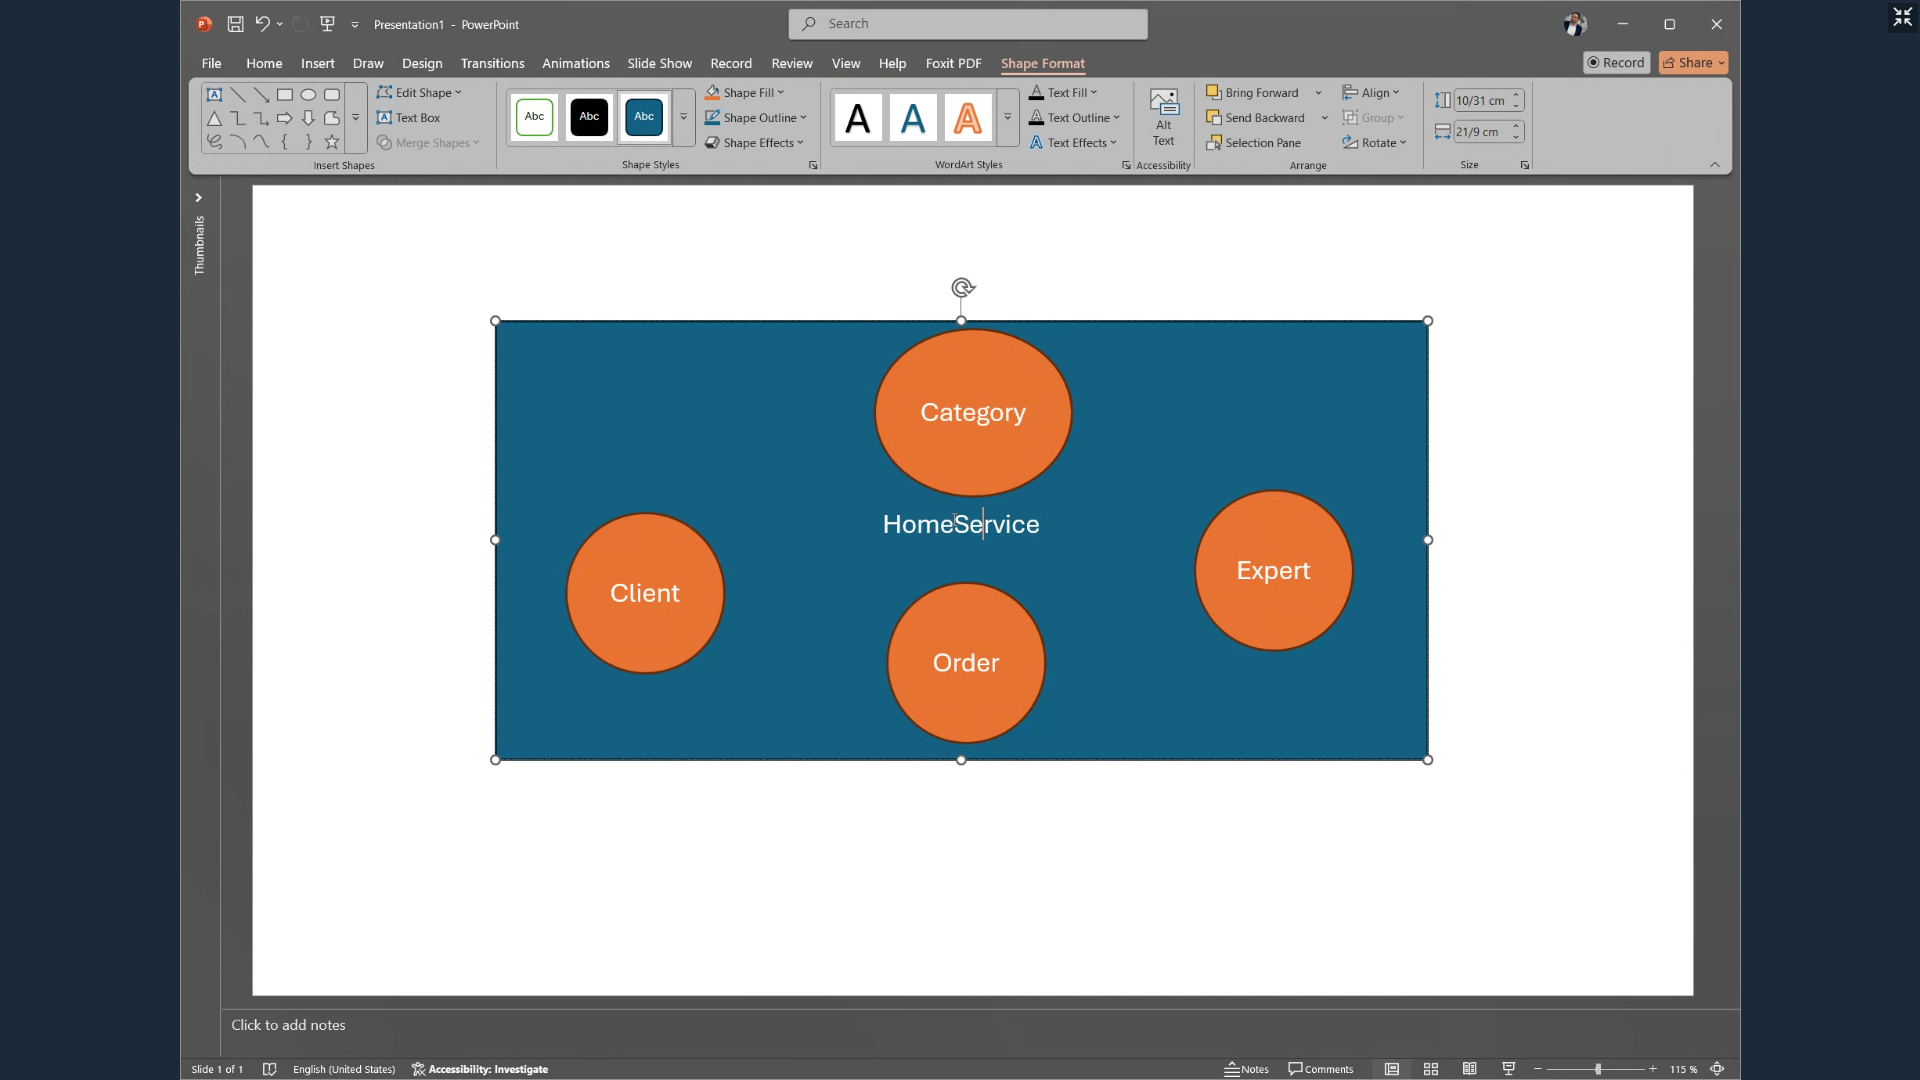 Presentation1 - PowerPoint
Search
File Home Insert Draw Design Transitions Animations Slide Show Record Review View Help Foxit PDF Shape Format
Record Share
Edit Shape
Text Box
Merge Shapes
Insert Shapes
Abc Abc Abc
Shape Fill
Shape Outline
Shape Effects
Shape Styles
A A A
Text Fill
Text Outline
Text Effects
WordArt Styles
Alt
Text
Accessibility
Bring Forward
Send Backward
Selection Pane
Align
Group
Rotate
Arrange
10/31 cm
21/9 cm
Size
Thumbnails
Category
HomeService
Client
Expert
Order
Click to add notes
Slide 1 of 1 English (United States) Accessibility: Investigate Notes Comments 115 %